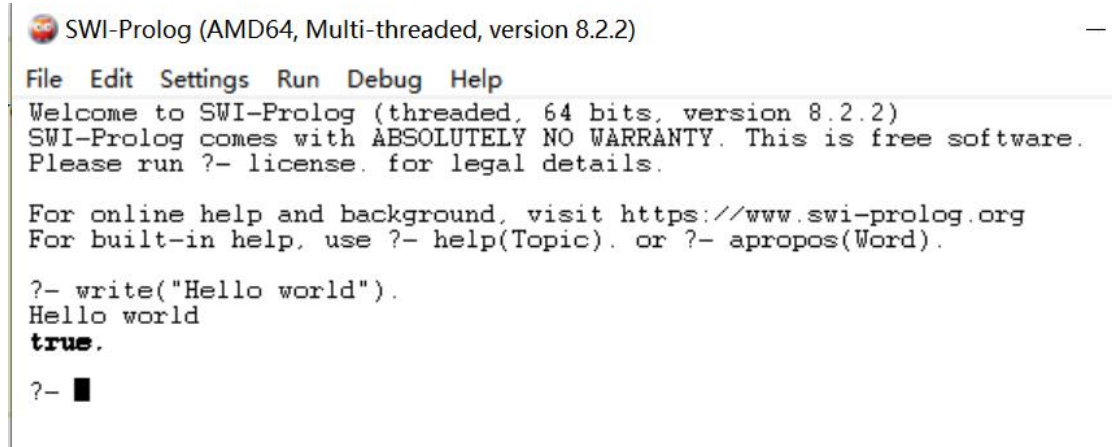 SWI-Prolog (AMD64, Multi-threaded, version 8.2.2)
File Edit Settings Run Debug Help
Welcome to SWI-Prolog (threaded, 64 bits, version 8.2.2)
SWI-Prolog comes with ABSOLUTELY NO WARRANTY. This is free software.
Please run ?- license. for legal details.
For online help and background, visit https://www.swi-prolog.org
For built-in help, use ?- help(Topic). or ?- apropos(Word).
?- write("Hello world").
Hello world
true.
?-